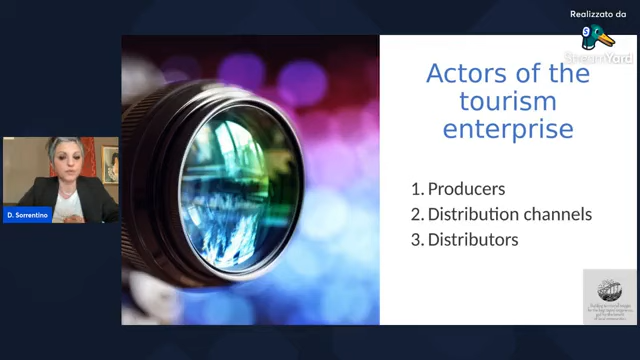 Realizzato da
StreamYard
Actors of the
tourism
enterprise
1. Producers
2. Distribution channels
3. Distributors
D. Sorrentino